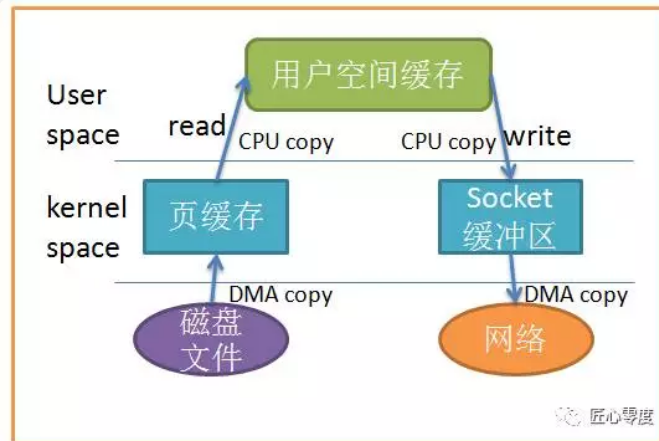 用户空间缓存
User
space
read
CPU copy
CPU copy
write
kernel
space
页缓存
Socket
缓冲区
DMA copy
DMA copy
磁盘
文件
网络
匠心零度